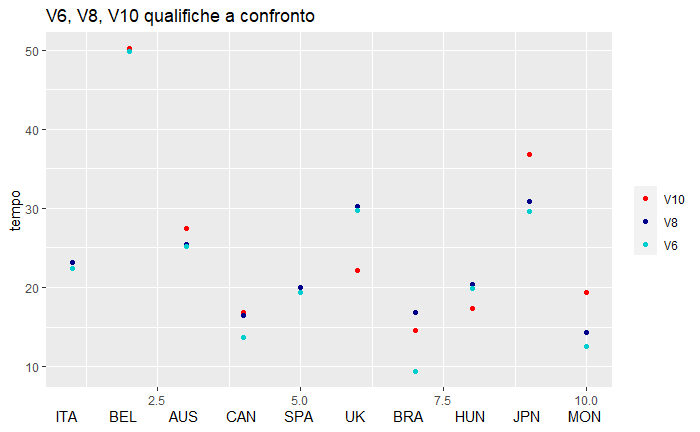 V6, V8, V10 qualifiche a confronto
50
40
30
20
10
tempo
V10
V8
V6
2.5 5.0 7.5 10.0
ITA BEL AUS CAN SPA UK BRA HUN JPN MON